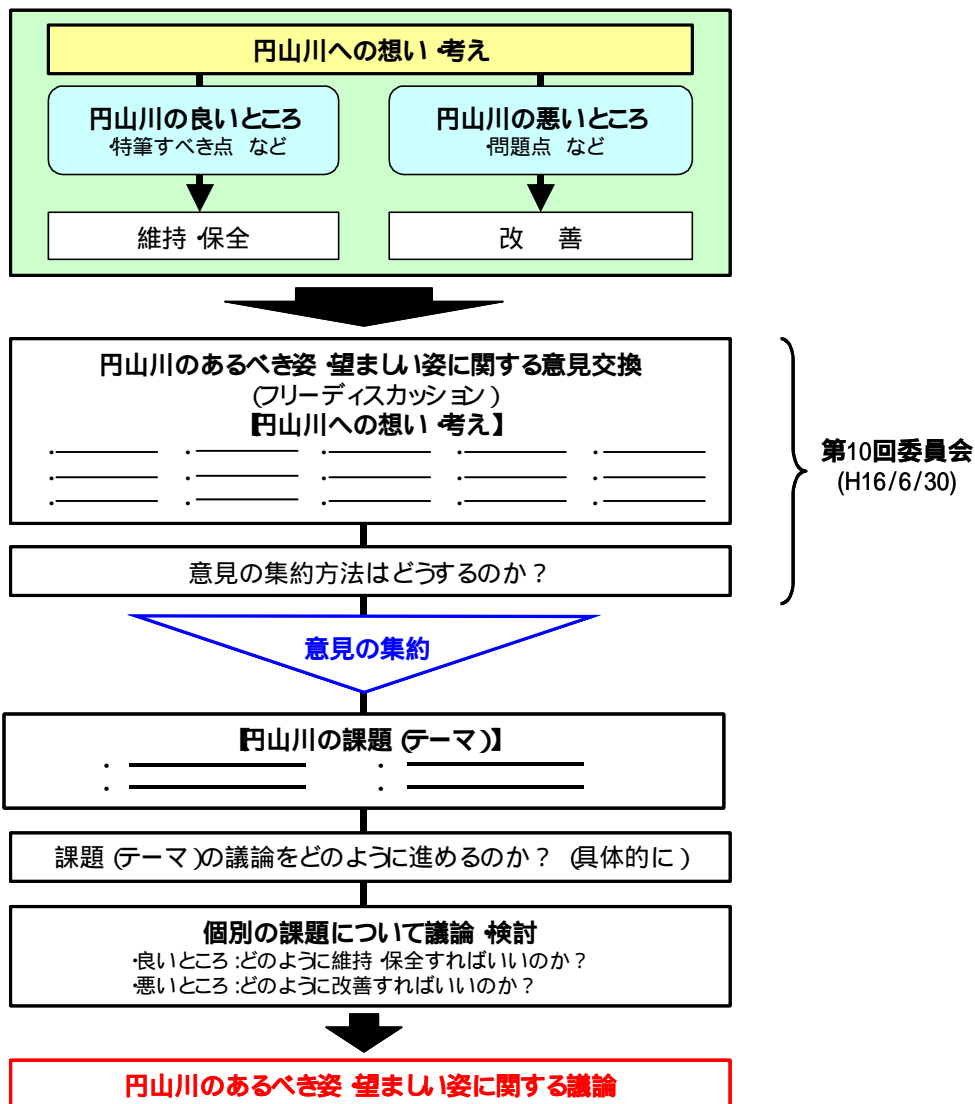 円山川への想い・考え
円山川の良いところ
・特筆すべき点 など
円山川の悪いところ
・問題点 など
維持・保全
改 善
円山川のあるべき姿・望ましい姿に関する意見交換
(フリーディスカッション)
【円山川への想い・考え】
第10回委員会
(H16/6/30)
意見の集約方法はどうするのか？
意見の集約
【円山川の課題(テーマ)】
課題(テーマ)の議論をどのように進めるのか？ (具体的に)
個別の課題について議論・検討
・良いところ:どのように維持・保全すればいいのか？
・悪いところ:どのように改善すればいいのか？
円山川のあるべき姿・望ましい姿に関する議論